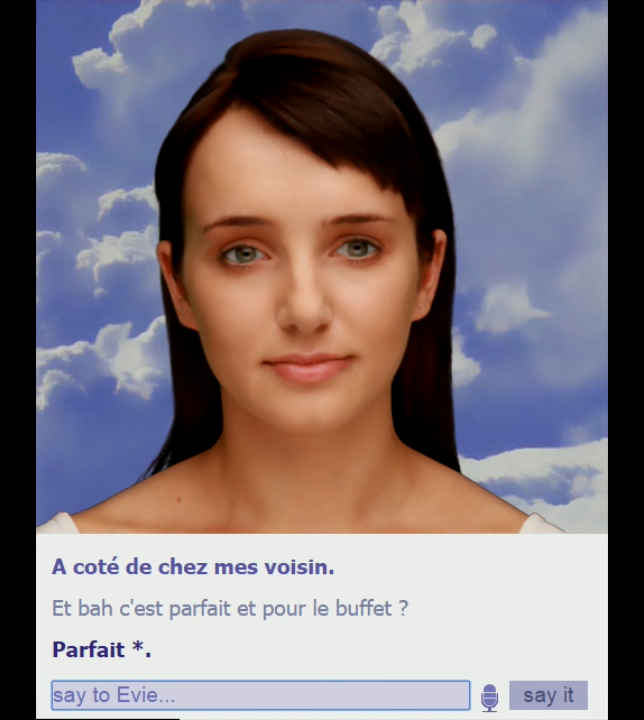 A coté de chez mes voisin.
Et bah c'est parfait et pour le buffet ?
Parfait *.
say to Evie...
say it